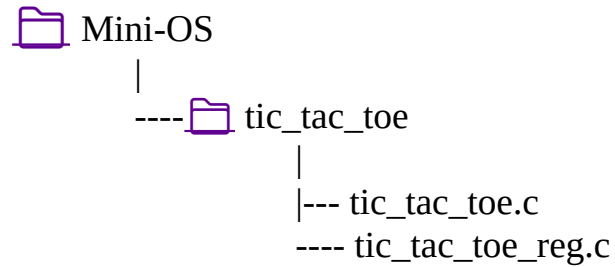 Mini-OS
|
---- tic_tac_toe
|
|--- tic_tac_toe.c
---- tic_tac_toe_reg.c